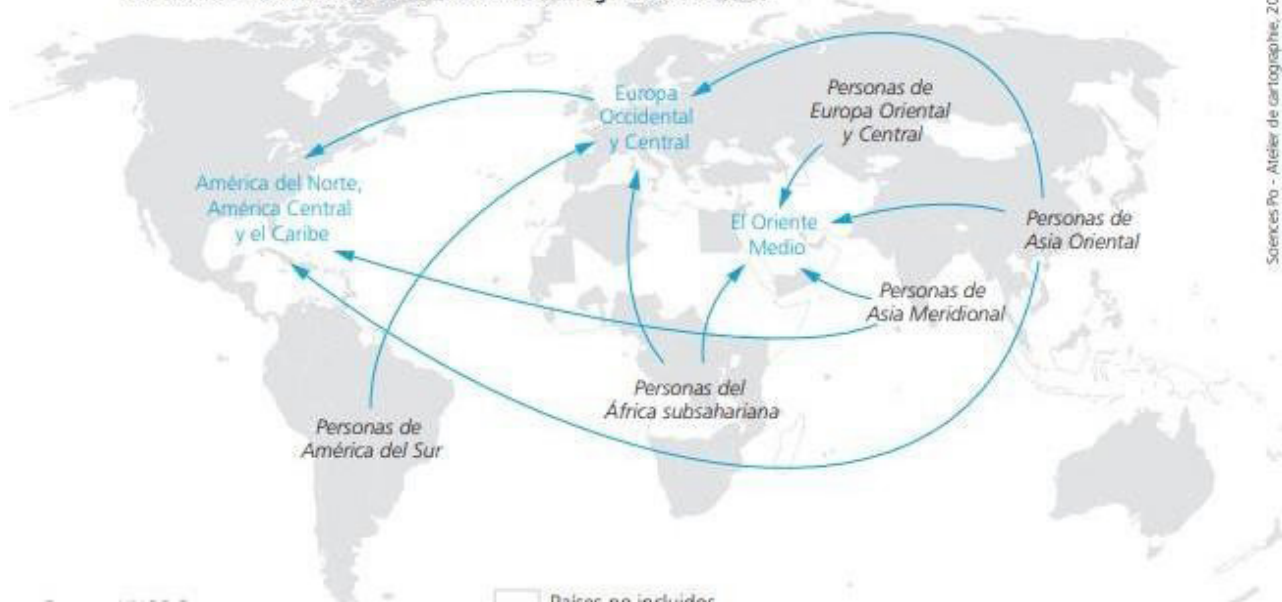 Europa
Occidental
y Central
Personas de
Europa Oriental
y Central
América del Norte,
América Central
y el Caribe
El Oriente
Medio
Personas de
Asia Oriental
Personas de
Asia Meridional
Personas del
África subsahariana
Personas de
América del Sur
Países no incluidos
Sciences Po - Atelier de cartographie,